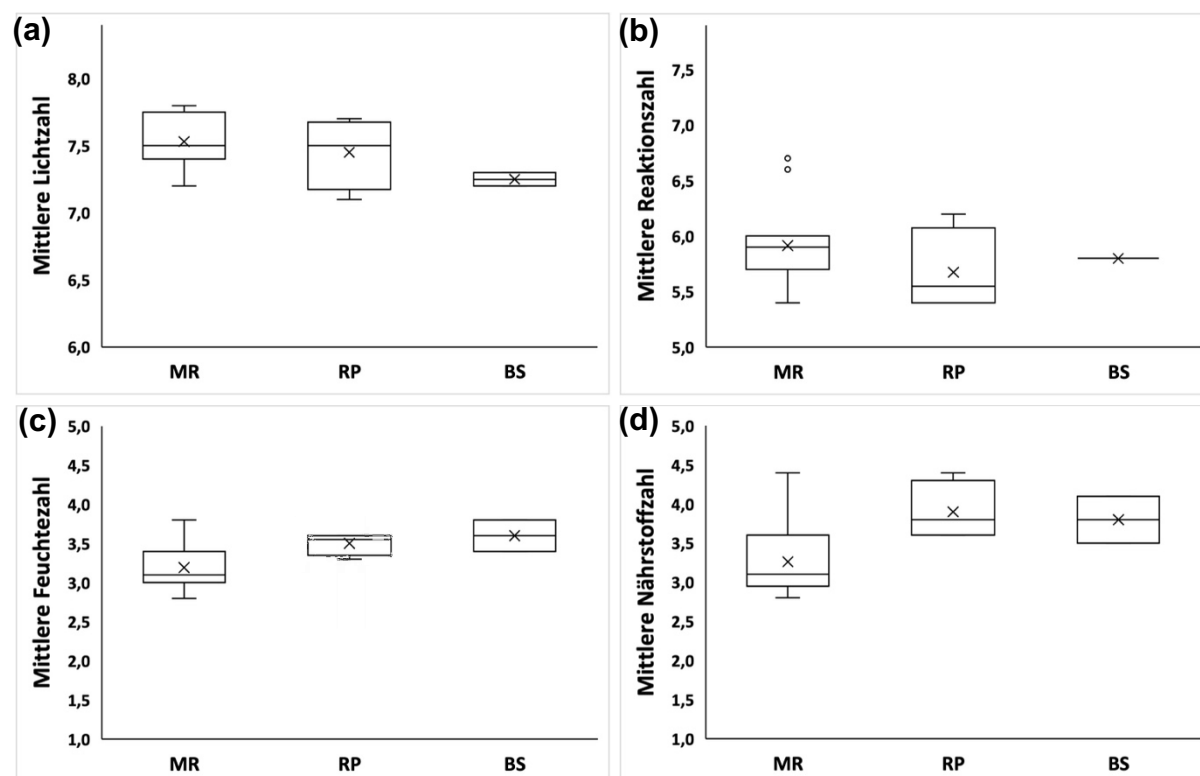 (a)
Mittlere Lichtzahl
8,0
7,5
7,0
6,5
6,0
MR RP BS
(b)
Mittlere Reaktionszahl
7,5
7,0
6,5
6,0
5,5
5,0
MR RP BS
(c)
Mittlere Feuchtezahl
5,0
4,5
4,0
3,5
3,0
2,5
2,0
1,5
1,0
MR RP BS
(d)
Mittlere Nährstoffzahl
5,0
4,5
4,0
3,5
3,0
2,5
2,0
1,5
1,0
MR RP BS